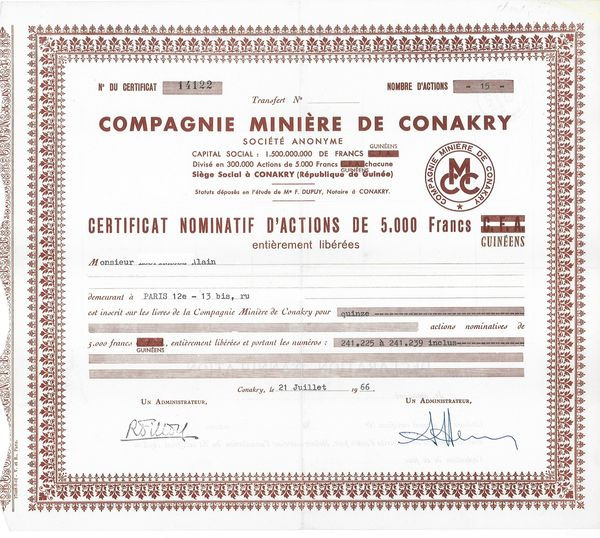 N° DU CERTIFICAT 14122
NOMBRE D'ACTIONS - 15 -
Transfert N°
COMPAGNIE MINIÈRE DE CONAKRY
SOCIÉTÉ ANONYME
GUINÉENS
CAPITAL SOCIAL : 1.500.000.000 DE FRANCS C.F.A.
Divisé en 300.000 Actions de 5.000 Francs C.F.A. chacune
GUINÉENS
Siège Social à CONAKRY (République de Guinée)
Statuts déposés en l'étude de Me F. DUPUY, Notaire à CONAKRY.
COMPAGNIE MINIÈRE DE CONAKRY
CMC
CERTIFICAT NOMINATIF D'ACTIONS DE 5.000 Francs C.F.A.
GUINÉENS
entièrement libérées
Monsieur Alain
demeurant à PARIS 12e - 13 bis, ru
est inscrit sur les livres de la Compagnie Minière de Conakry pour quinze
actions nominatives de
5.000 francs C.F.A., entièrement libérées et portant les numéros : 241.225 à 241.239 inclus
GUINÉENS
Conakry, le 21 Juillet 1966.
UN ADMINISTRATEUR,
UN ADMINISTRATEUR,